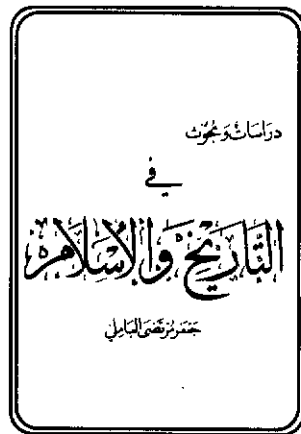 دراسات وبحوث
في
التاريخ والإسلام
جعفر مرتضى العاملي